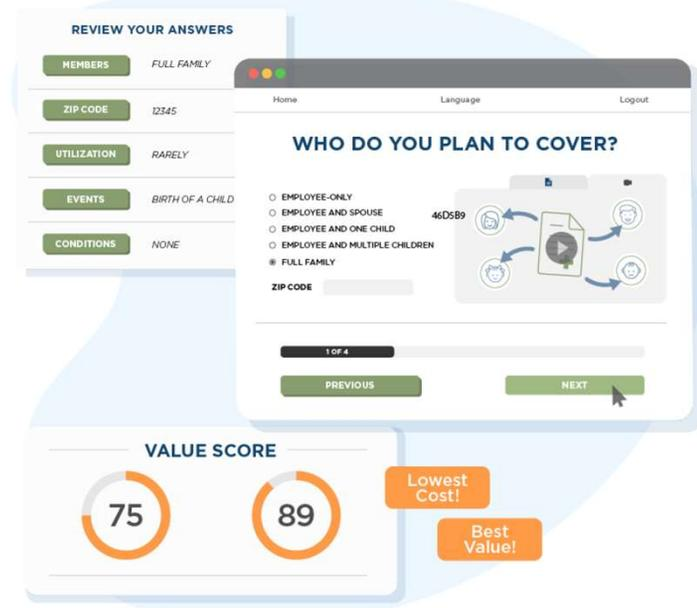 REVIEW YOUR ANSWERS
MEMBERS FULL FAMILY
ZIP CODE 12345
UTILIZATION RARELY
EVENTS BIRTH OF A CHILD
CONDITIONS NONE
Home Language Logout
WHO DO YOU PLAN TO COVER?
EMPLOYEE-ONLY
EMPLOYEE AND SPOUSE
46D5B9
EMPLOYEE AND ONE CHILD
EMPLOYEE AND MULTIPLE CHILDREN
FULL FAMILY
ZIP CODE
1 OF 4
PREVIOUS NEXT
VALUE SCORE
75 89
Lowest
Cost!
Best
Value!